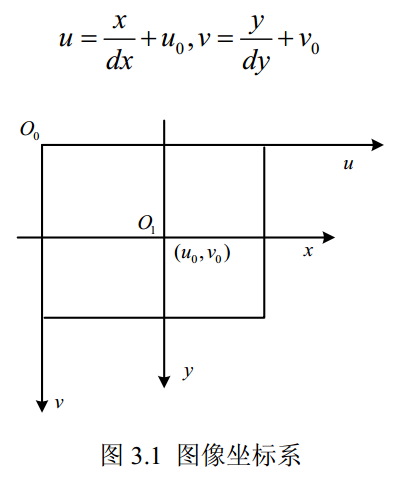 u = x/dx + u₀, v = y/dy + v₀
O₀
u
O₁
(u₀, v₀)
x
y
v
图 3.1 图像坐标系